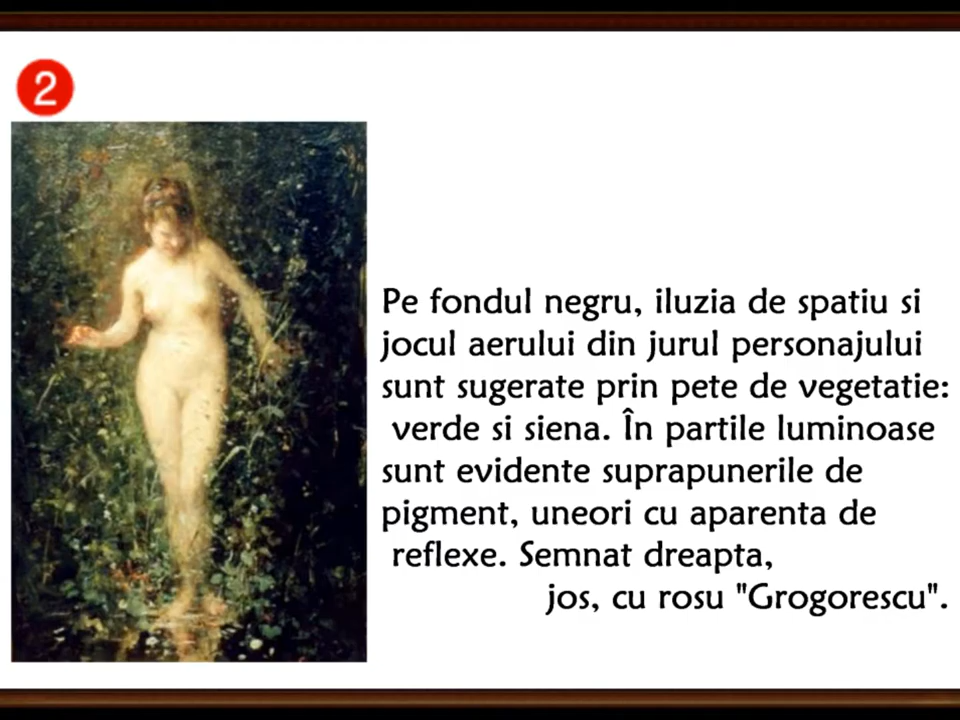 2
Pe fondul negru, iluzia de spatiu si
jocul aerului din jurul personajului
sunt sugerate prin pete de vegetatie:
verde si siena. În partile luminoase
sunt evidente suprapunerile de
pigment, uneori cu aparenta de
reflexe. Semnat dreapta,
jos, cu rosu "Grogorescu".